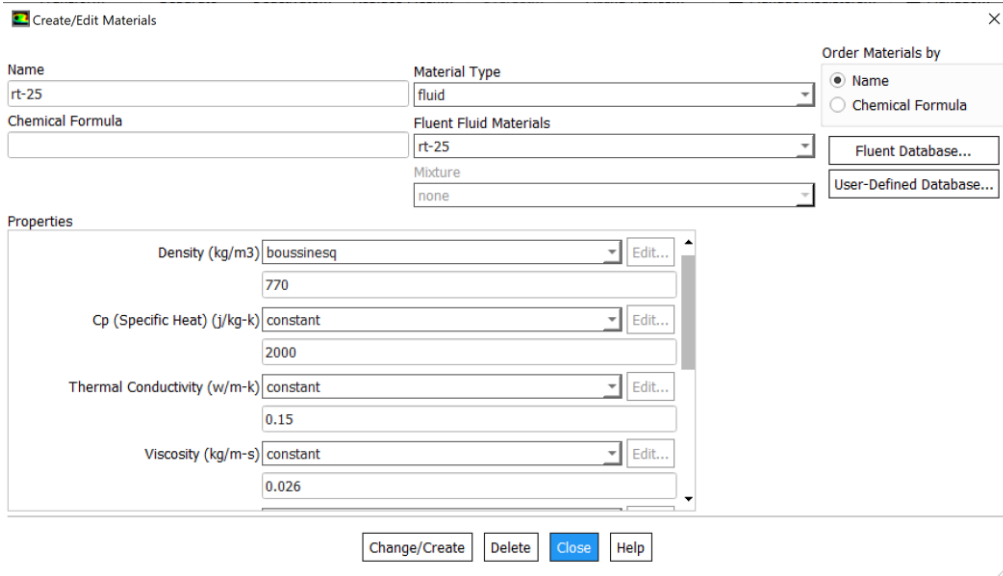 Create/Edit Materials
Name
rt-25
Chemical Formula
Material Type
fluid
Fluent Fluid Materials
rt-25
Mixture
none
Order Materials by
Name
Chemical Formula
Fluent Database...
User-Defined Database...
Properties
Density (kg/m3) boussinesq Edit...
770
Cp (Specific Heat) (j/kg-k) constant Edit...
2000
Thermal Conductivity (w/m-k) constant Edit...
0.15
Viscosity (kg/m-s) constant Edit...
0.026
Change/Create Delete Close Help